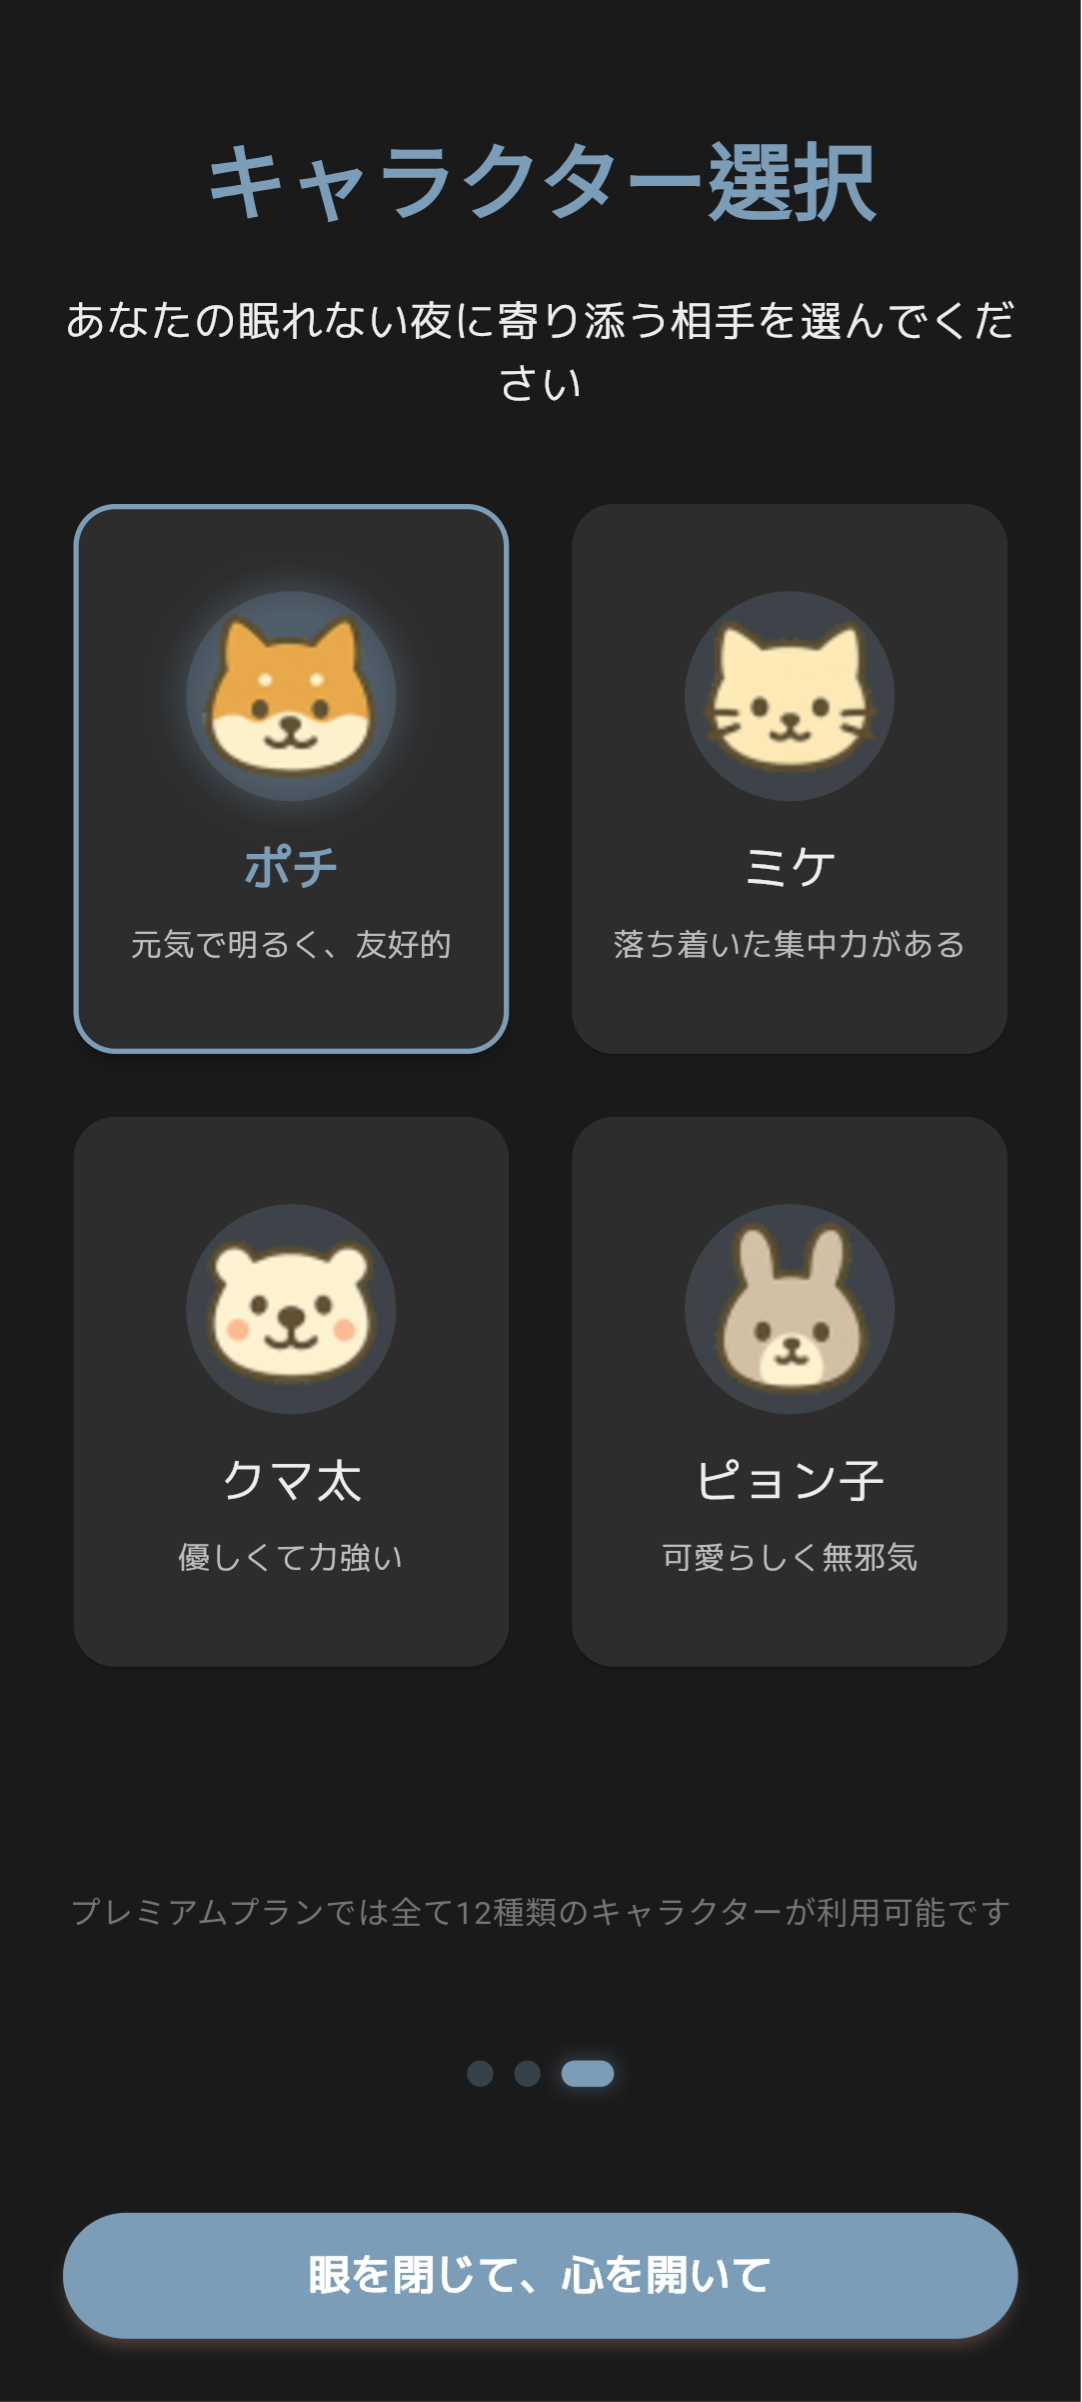 キャラクター選択
あなたの眠れない夜に寄り添う相手を選んでくだ
さい
ポチ
元気で明るく、友好的
ミケ
落ち着いた集中力がある
クマ太
優しくて力強い
ピョン子
可愛らしく無邪気
プレミアムプランでは全て12種類のキャラクターが利用可能です
眼を閉じて、心を開いて